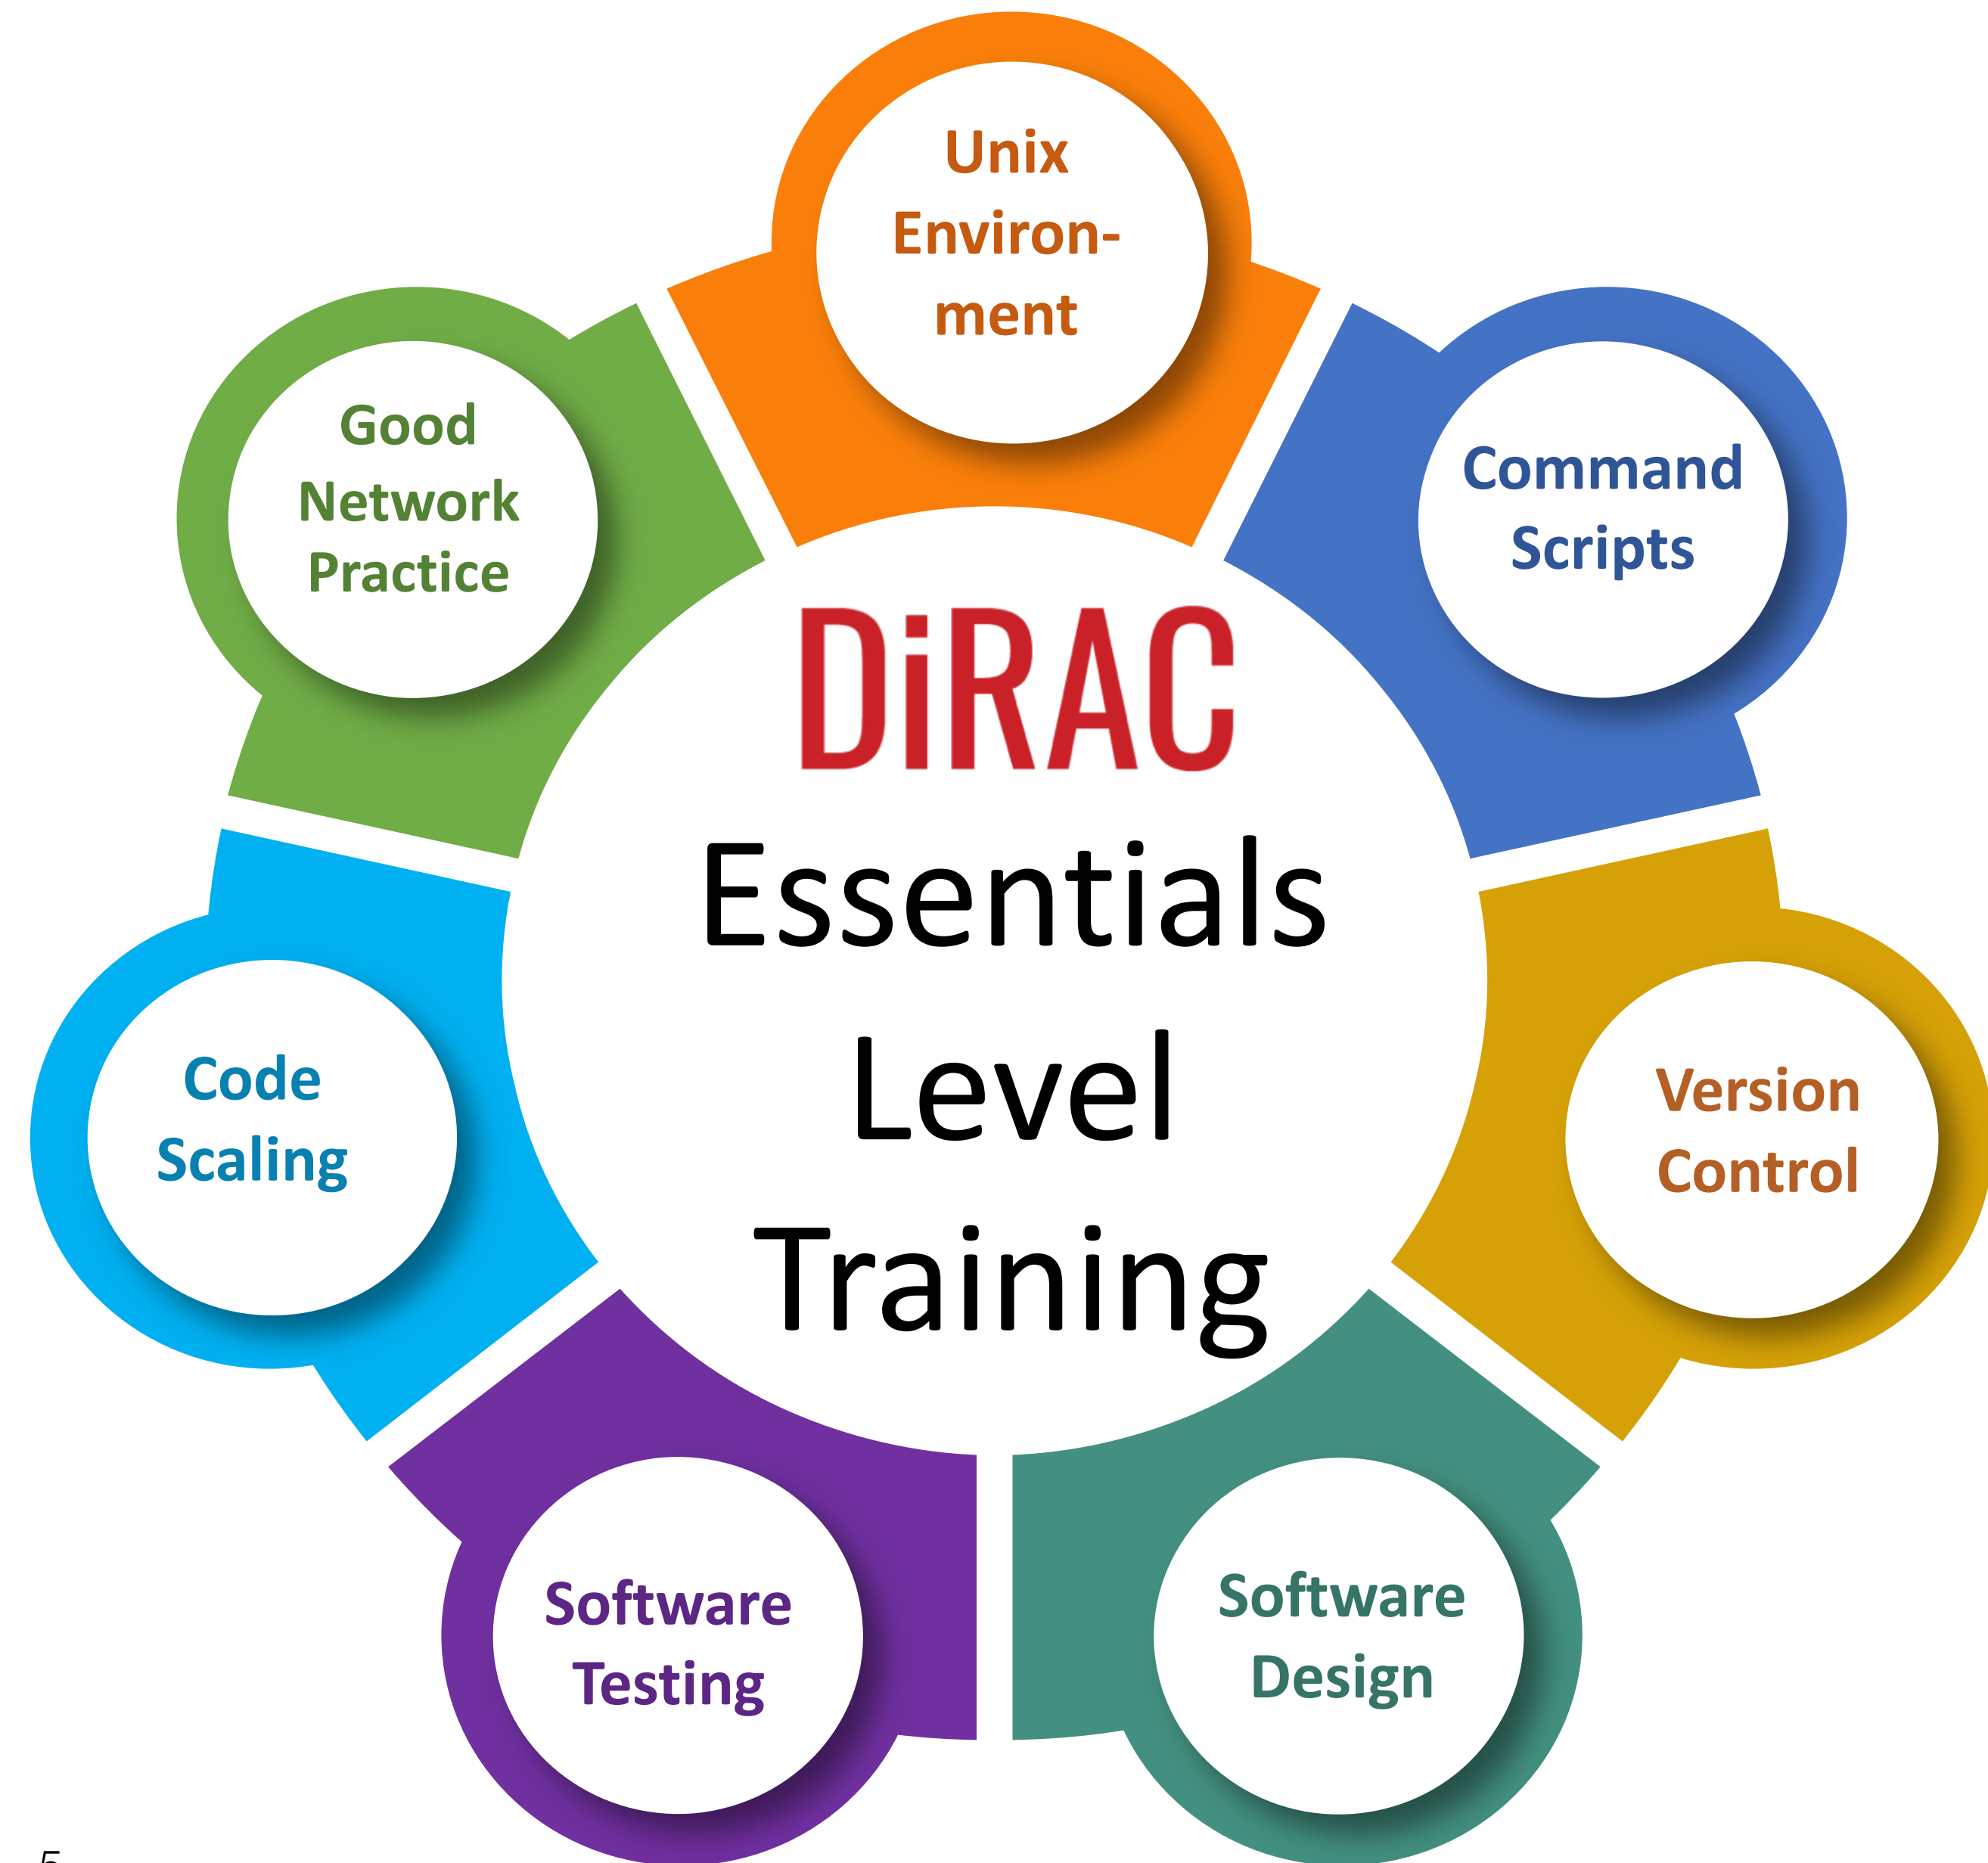 Unix
Environ-
ment
Good
Network
Practice
Command
Scripts
DiRAC
Essentials
Level
Training
Code
Scaling
Version
Control
Software
Testing
Software
Design
5